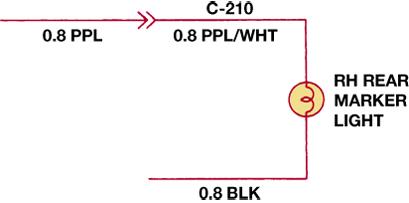 C-210
0.8 PPL
0.8 PPL/WHT
RH REAR
MARKER
LIGHT
0.8 BLK